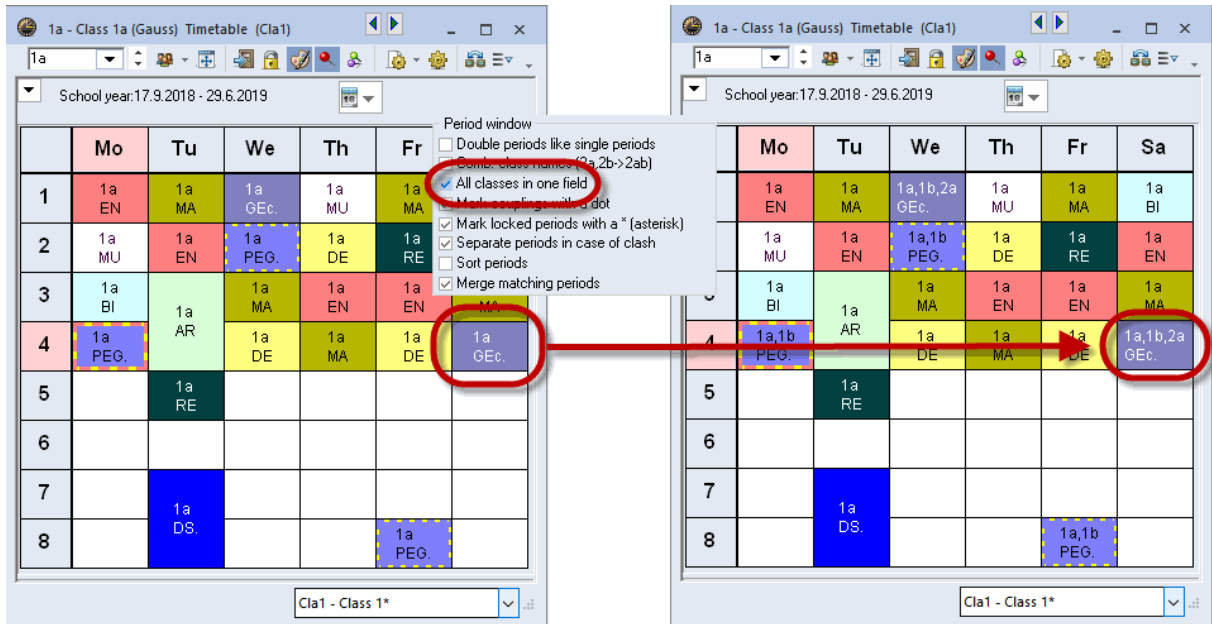 1a - Class 1a (Gauss) Timetable (Cla1)
1a
School year:17.9.2018 - 29.6.2019
Mo Tu We Th Fr
1 1a 1a 1a 1a 1a
EN MA GEc. MU MA
2 1a 1a 1a 1a 1a
MU EN PEG. DE RE
3 1a 1a 1a 1a 1a
BI AR MA EN EN MA
4 1a 1a 1a 1a 1a
PEG. DE MA DE GEc.
5 1a
RE
6
7 1a
DS.
8 1a
PEG.
Cla1 - Class 1*
Period window
Double periods like single periods
Comb. class names (2a,2b->2ab)
All classes in one field
Mark couplings with a dot
Mark locked periods with a * (asterisk)
Separate periods in case of clash
Sort periods
Merge matching periods
1a - Class 1a (Gauss) Timetable (Cla1)
1a
School year:17.9.2018 - 29.6.2019
Mo Tu We Th Fr Sa
1a 1a 1a,1b,2a 1a 1a 1a
EN MA GEc. MU MA BI
1a 1a 1a,1b 1a 1a 1a
MU EN PEG. DE RE EN
1a 1a 1a 1a 1a 1a
BI AR MA EN EN MA
4 1a,1b 1a 1a 1a 1a,1b,2a
PEG. DE MA DE GEc.
5 1a
RE
6
7 1a
DS.
8 1a,1b
PEG.
Cla1 - Class 1*